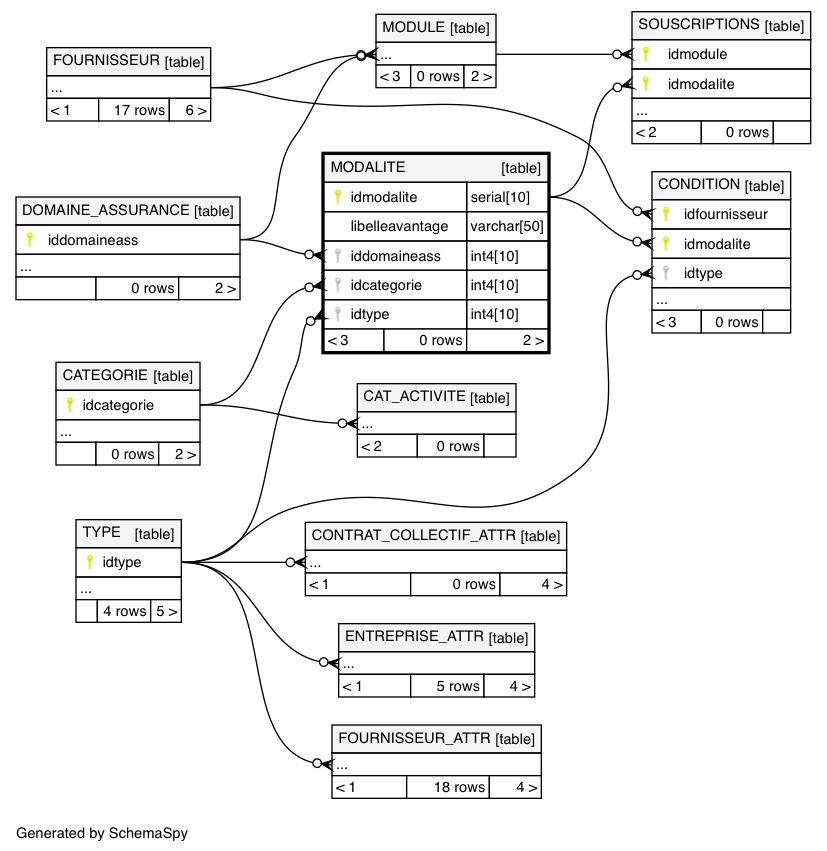 MODULE [table]
...
< 3 0 rows 2 >
SOUSCRIPTIONS [table]
idmodule
idmodalite
...
< 2 0 rows
FOURNISSEUR [table]
...
< 1 17 rows 6 >
MODALITE [table]
idmodalite serial[10]
libelleavantage varchar[50]
iddomaineass int4[10]
idcategorie int4[10]
idtype int4[10]
< 3 0 rows 2 >
CONDITION [table]
idfournisseur
idmodalite
idtype
...
< 3 0 rows
DOMAINE_ASSURANCE [table]
iddomaineass
...
0 rows 2 >
CATEGORIE [table]
idcategorie
...
0 rows 2 >
CAT_ACTIVITE [table]
...
< 2 0 rows
TYPE [table]
idtype
...
4 rows 5 >
CONTRAT_COLLECTIF_ATTR [table]
...
< 1 0 rows 4 >
ENTREPRISE_ATTR [table]
...
< 1 5 rows 4 >
FOURNISSEUR_ATTR [table]
...
< 1 18 rows 4 >
Generated by SchemaSpy